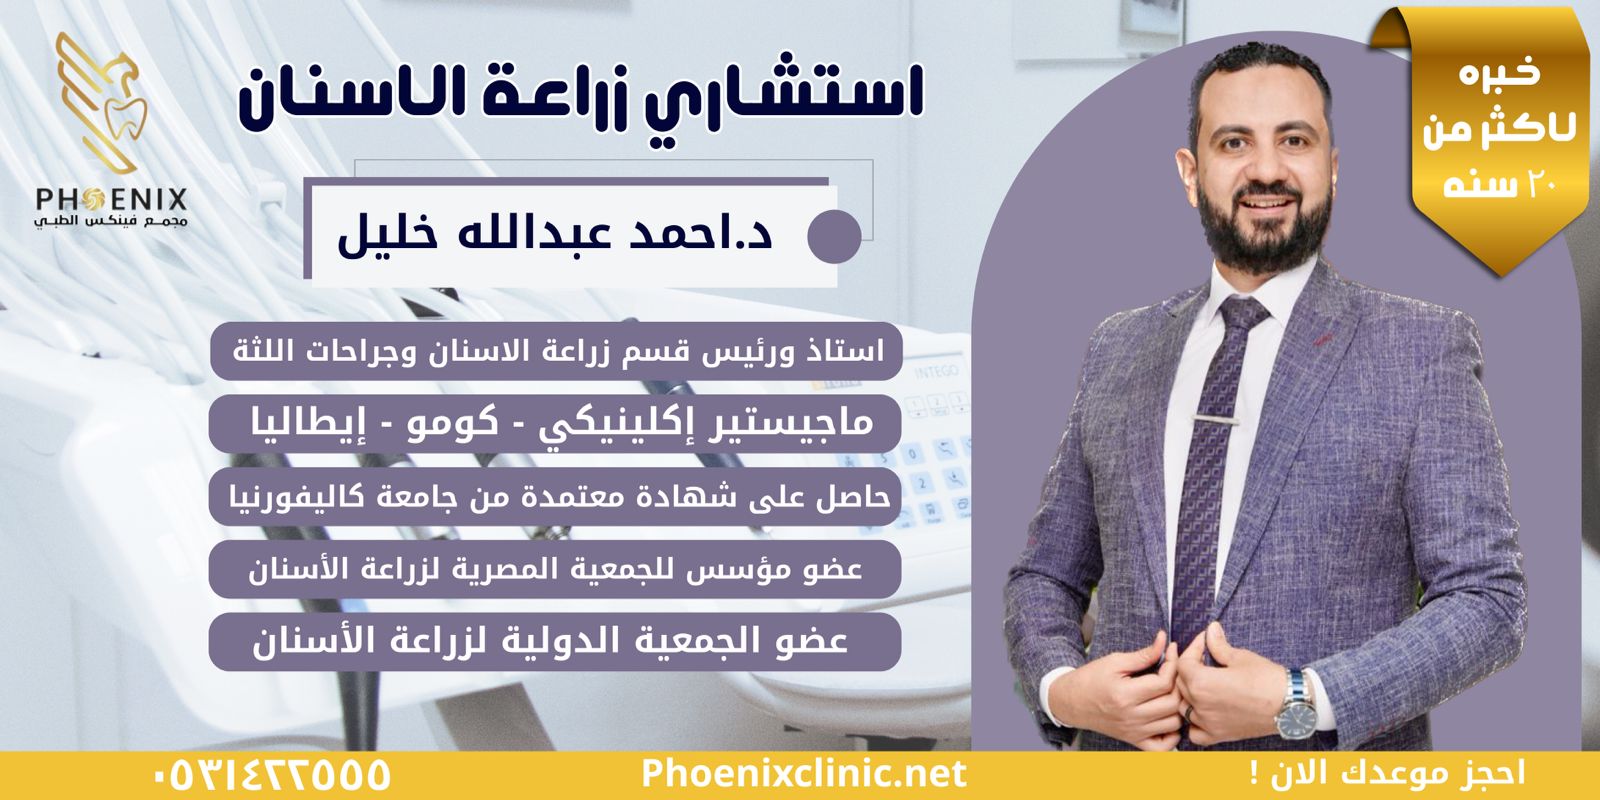 استشاري زراعة الاسنان
د.احمد عبدالله خليل
استاذ ورئيس قسم زراعة الاسنان وجراحات اللثة
ماجيستير إكلينيكي - كومو - إيطاليا
حاصل على شهادة معتمدة من جامعة كاليفورنيا
عضو مؤسس للجمعية المصرية لزراعة الأسنان
عضو الجمعية الدولية لزراعة الأسنان
خبره
لاكثر من
٢٠ سنه
PHOENIX
مجمع فينكس الطبي
INTEGO
احجز موعدك الان !
Phoenixclinic.net
٠٥٣١٤٢٢٥٥٥